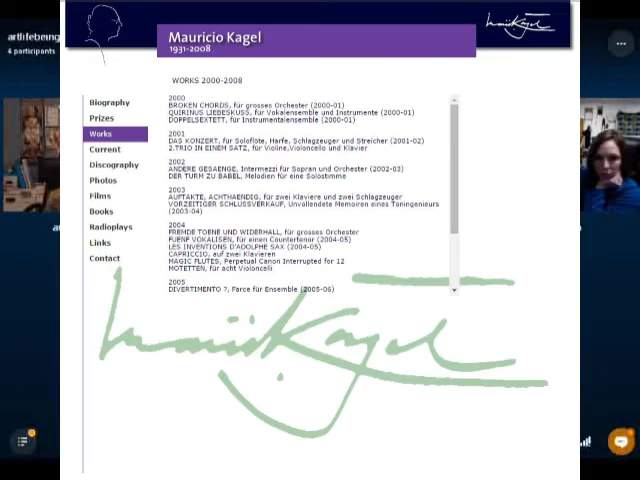 artlifebeing
4 participants
Mauricio Kagel
1931-2008
WORKS 2000-2008
Biography
Prizes
Works
Current
Discography
Photos
Films
Books
Radioplays
Links
Contact
2000
BROKEN CHORDS, für grosses Orchester (2000-01)
QUIRINUS LIEBESKUSS, für Vokalensemble und Instrumente (2000-01)
DOPPELSEXTETT, für Instrumentalensemble (2000-01)
2001
DAS KONZERT, für Soloflöte, Harfe, Schlagzeuger und Streicher (2001-02)
2.TRIO IN EINEM SATZ, für Violine,Violoncello und Klavier
2002
ANDERE GESAENGE, Intermezzi für Sopran und Orchester (2002-03)
DER TURM ZU BABEL, Melodien für eine Solostimme
2003
AUFTAKTE, ACHTHAENDIG, für zwei Klaviere und zwei Schlagzeuger
VORZEITIGER SCHLUSSVERKAUF, Unvollendete Memoiren eines Toningenieurs
(2003-04)
2004
FREMDE TOENE UND WIDERHALL, für grosses Orchester
FUENF VOKALISEN, für einen Countertenor (2004-05)
LES INVENTIONS D'ADOLPHE SAX (2004-05)
CAPRICCIO, auf zwei Klavieren
MAGIC FLUTES, Perpetual Canon Interrupted for 12
MOTETTEN, für acht Violoncelli
2005
DIVERTIMENTO ?, Farce für Ensemble (2005-06)
Mauricio Kagel